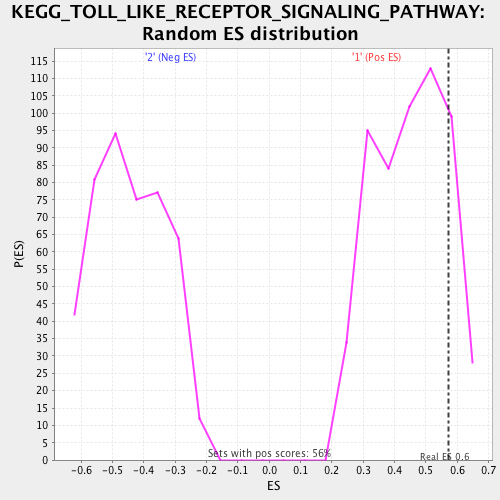 KEGG_TOLL_LIKE_RECEPTOR_SIGNALING_PATHWAY:
Random ES distribution
'2' (Neg ES)
'1' (Pos ES)
115
110
105
100
95
90
85
80
75
70
65
60
55
50
45
40
35
30
25
20
15
10
5
0
P(ES)
Sets with pos scores: 56%
Real ES 0.6
-0.6 -0.5 -0.4 -0.3 -0.2 -0.1 0.0 0.1 0.2 0.3 0.4 0.5 0.6 0.7
ES